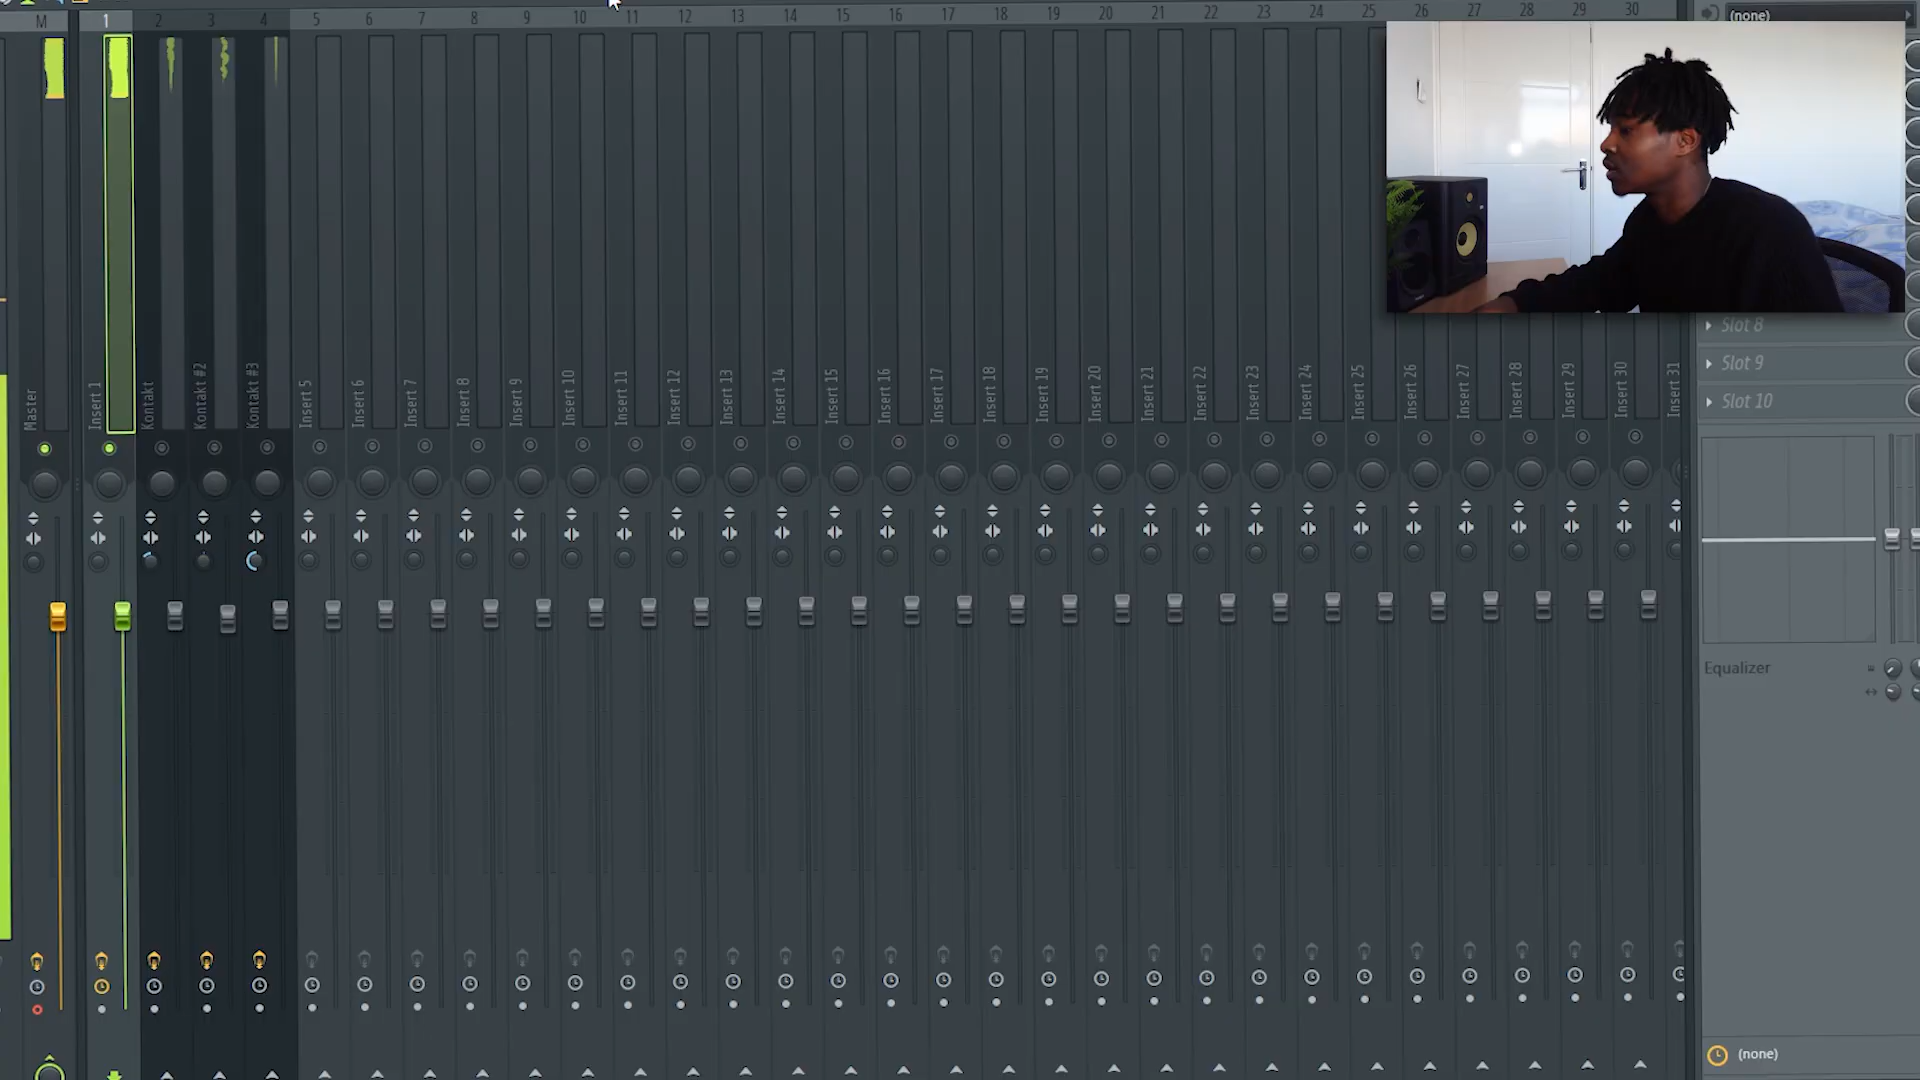 (none)
M 1 2 3 4 5 6 7 8 9 10 11 12 13 14 15 16 17 18 19 20 21 22 23 24 25 26 27 28 29 30
Master
Insert 1
Kontakt
Kontakt #2
Kontakt #3
Insert 5
Insert 6
Insert 7
Insert 8
Insert 9
Insert 10
Insert 11
Insert 12
Insert 13
Insert 14
Insert 15
Insert 16
Insert 17
Insert 18
Insert 19
Insert 20
Insert 21
Insert 22
Insert 23
Insert 24
Insert 25
Insert 26
Insert 27
Insert 28
Insert 29
Insert 30
Insert 31
Slot 8
Slot 9
Slot 10
Equalizer
(none)